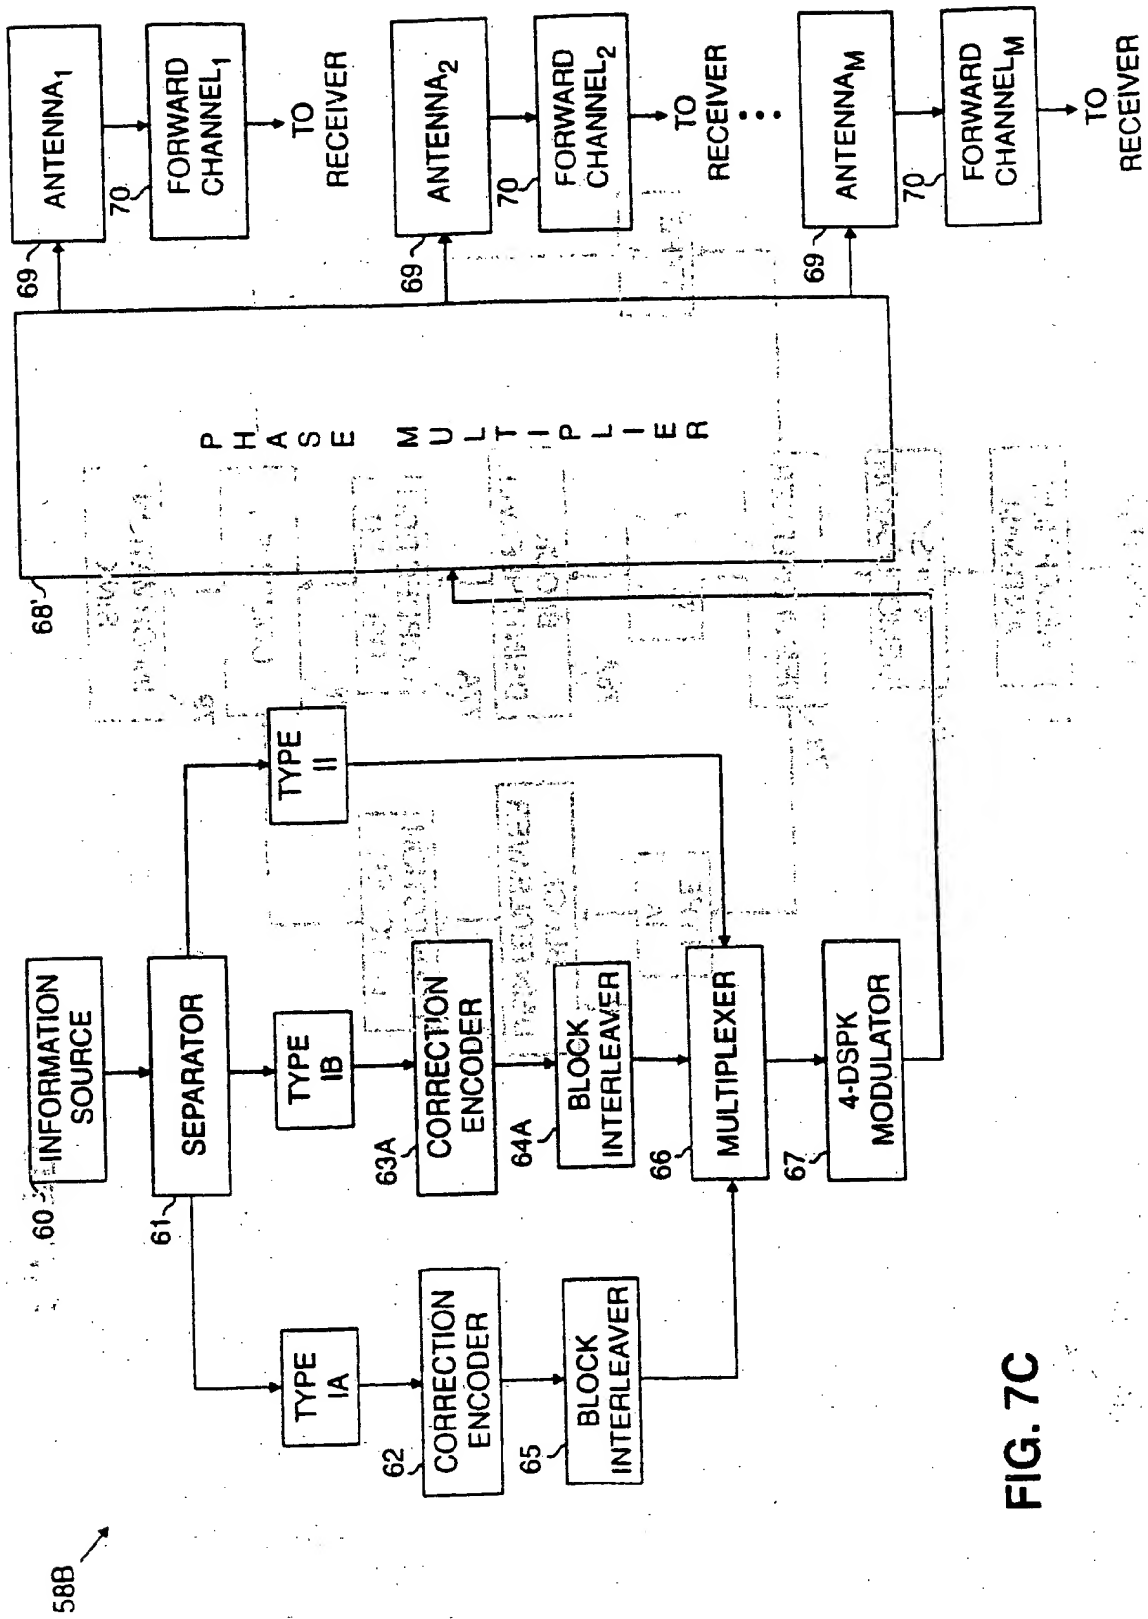 58B
60
INFORMATION
SOURCE
61
SEPARATOR
TYPE
IA
TYPE
IB
TYPE
II
62
CORRECTION
ENCODER
63A
CORRECTION
ENCODER
65
BLOCK
INTERLEAVER
64A
BLOCK
INTERLEAVER
66
MULTIPLEXER
67
4-DSPK
MODULATOR
68'
PHASE MULTIPLIER
69
ANTENNA1
70
FORWARD
CHANNEL1
TO
RECEIVER
69
ANTENNA2
70
FORWARD
CHANNEL2
TO
RECEIVER
69
ANTENNAM
70
FORWARD
CHANNELM
TO
RECEIVER
FIG. 7C